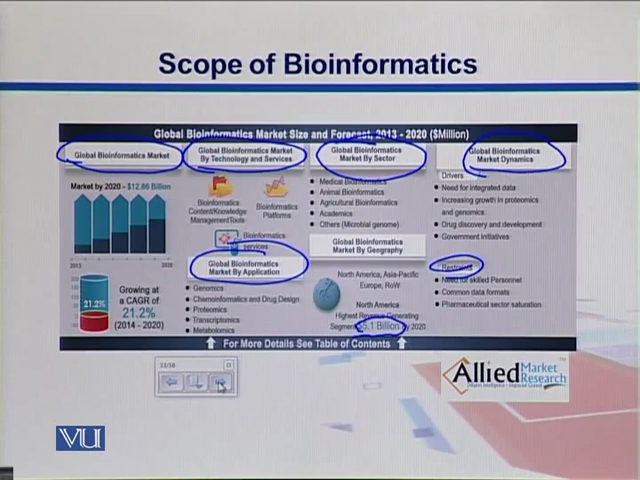 Scope of Bioinformatics
Global Bioinformatics Market Size and Forecast, 2013 - 2020 ($Million)
Global Bioinformatics Market
Market by 2020 - $12.86 Billion
2013
2020
21.2%
Growing at
a CAGR of
21.2%
(2014 - 2020)
Global Bioinformatics Market
By Technology and Services
Bioinformatics
Content/Knowledge
ManagementTools
Bioinformatics
Platforms
Bioinformatics
services
Global Bioinformatics
Market By Application
Genomics
Chemoinformatics and Drug Design
Proteomics
Transcriptomics
Metabolomics
Global Bioinformatics
Market By Sector
Medical Bioinformatics
Animal Bioinformatics
Agricultural Bioinformatics
Academics
Others (Microbial genome)
Global Bioinformatics
Market By Geography
North America, Asia-Pacific
Europe, RoW
North America:
Highest Revenue Generating
Segment $5.1 Billion by 2020
Global Bioinformatics
Market Dynamics
Drivers
Need for integrated data
Increasing growth in proteomics
and genomics
Drug discovery and development
Government initiatives
Restraints
Need for skilled Personnel
Common data formats
Pharmaceutical sector saturation
For More Details See Table of Contents
33/58
Allied Market
Research
VU